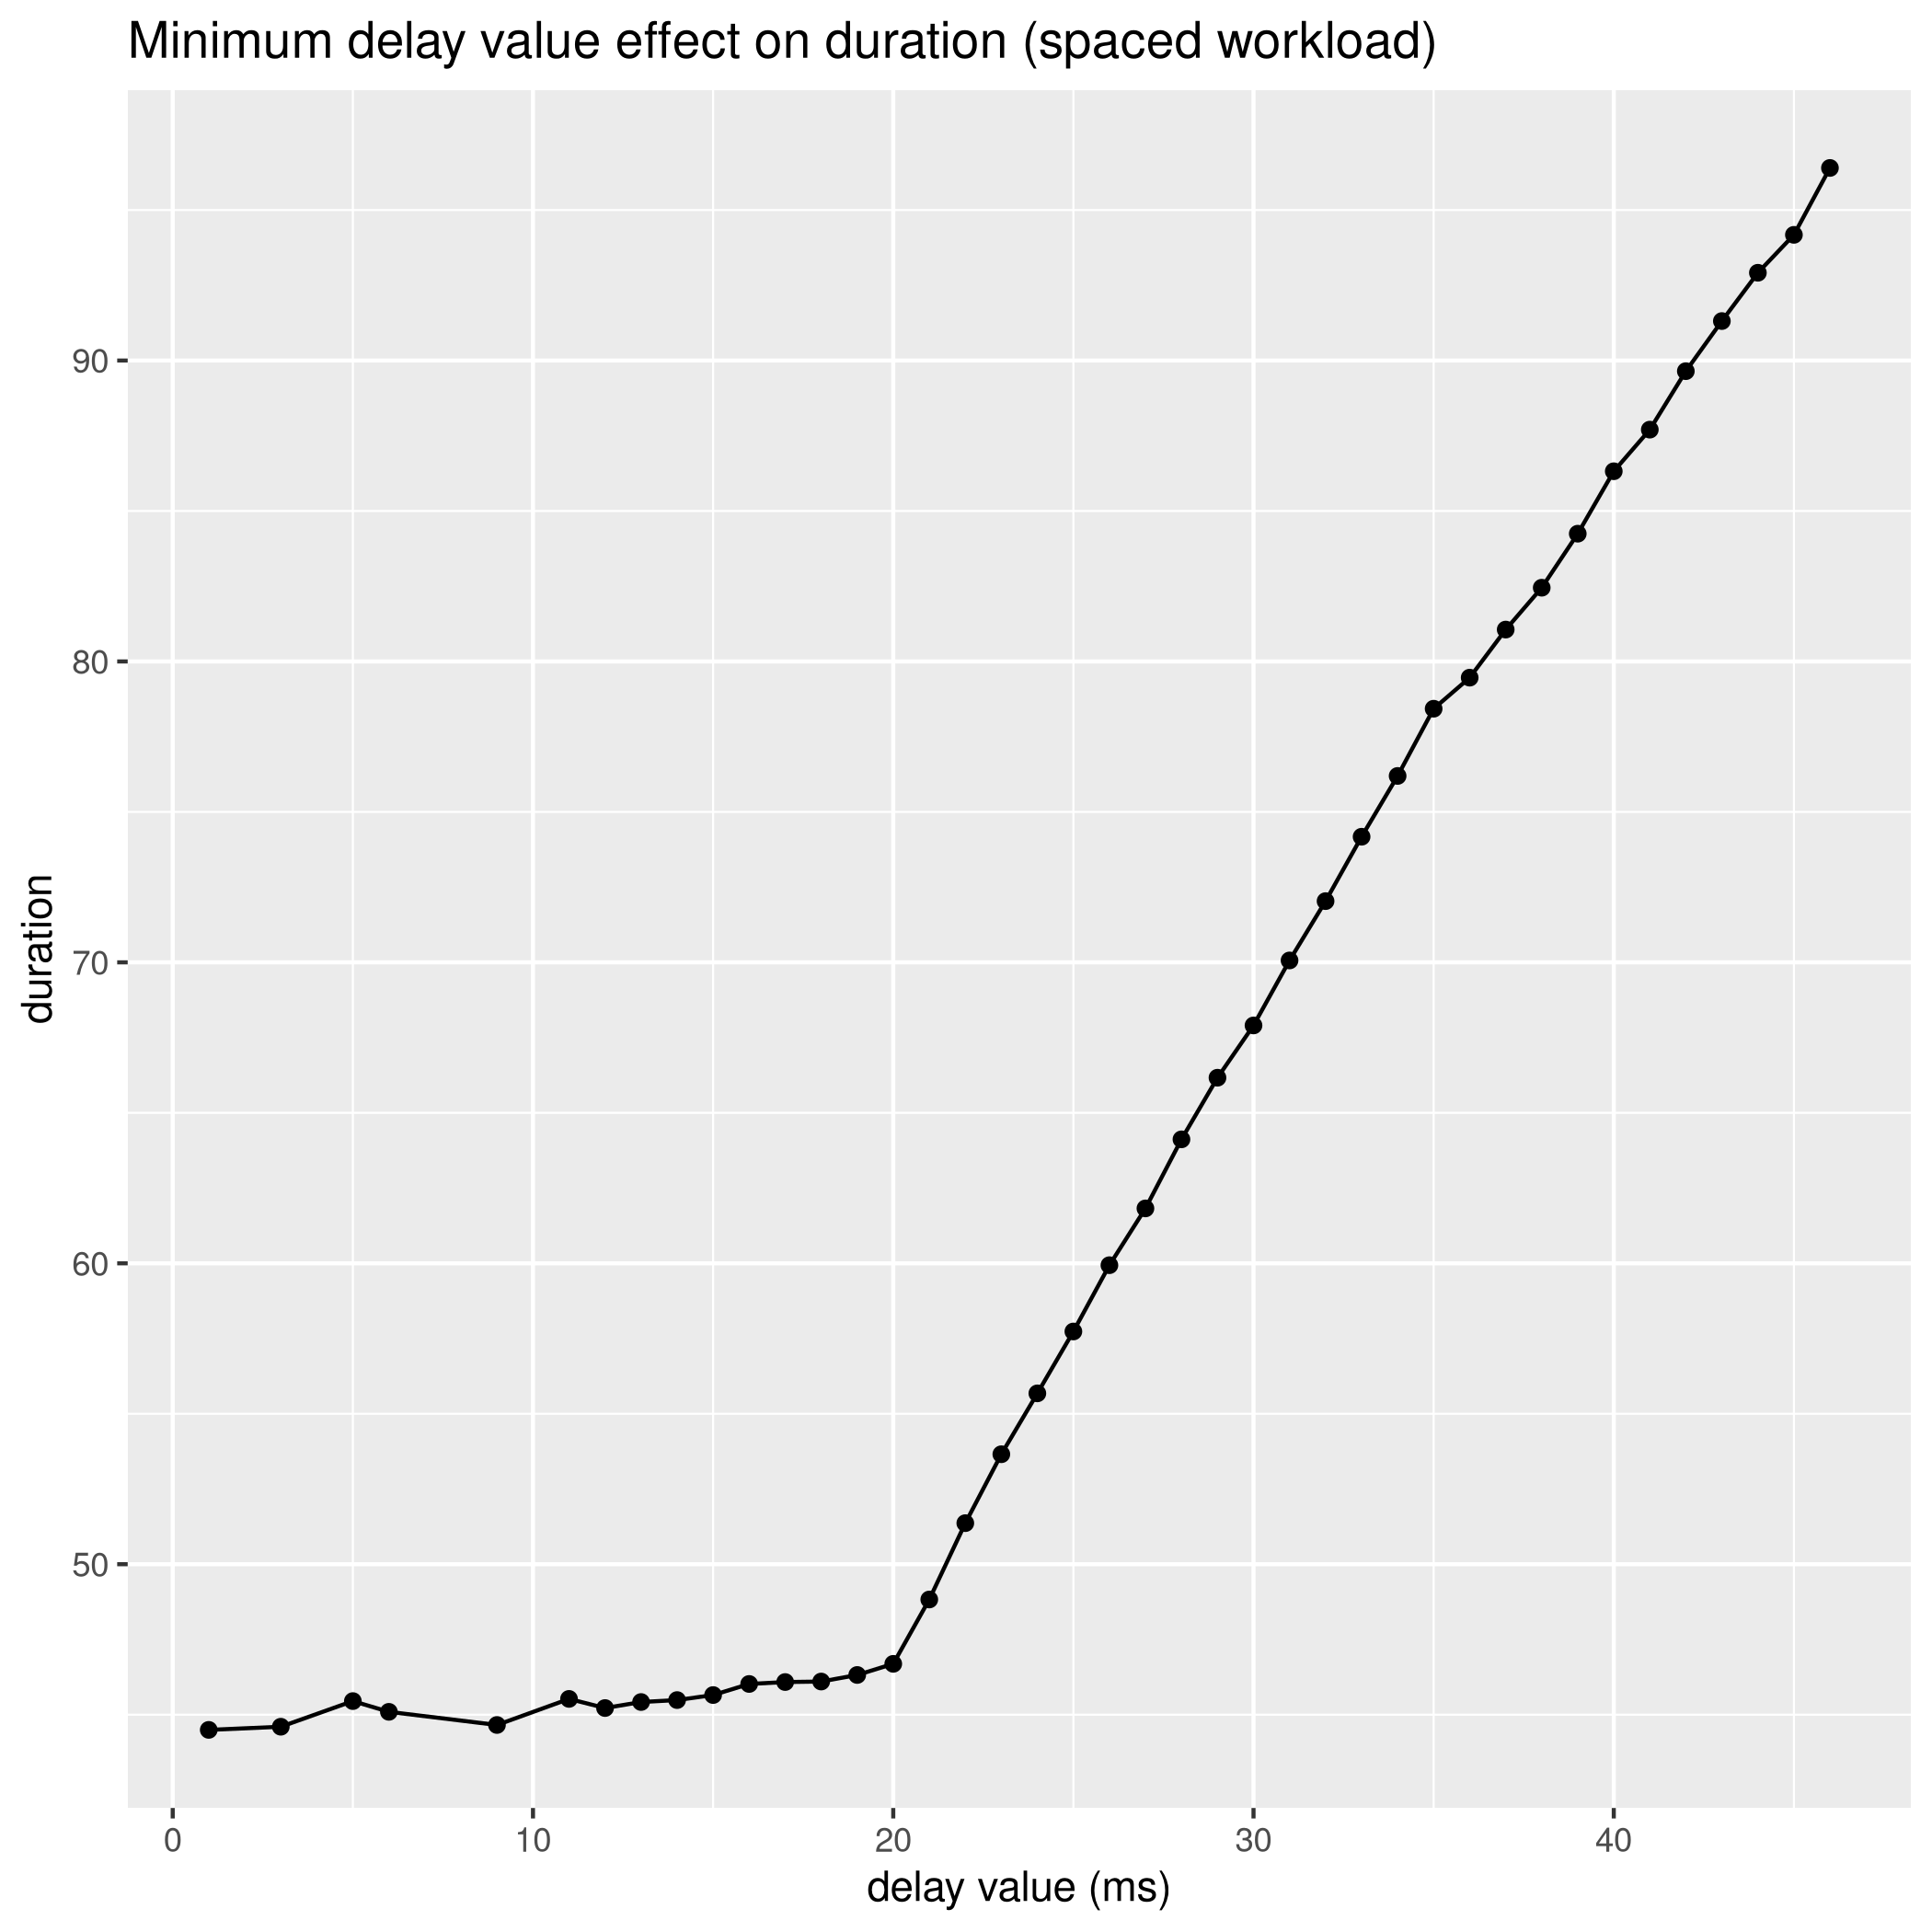 Minimum delay value effect on duration (spaced workload)
duration
90
80
70
60
50
0 10 20 30 40
delay value (ms)